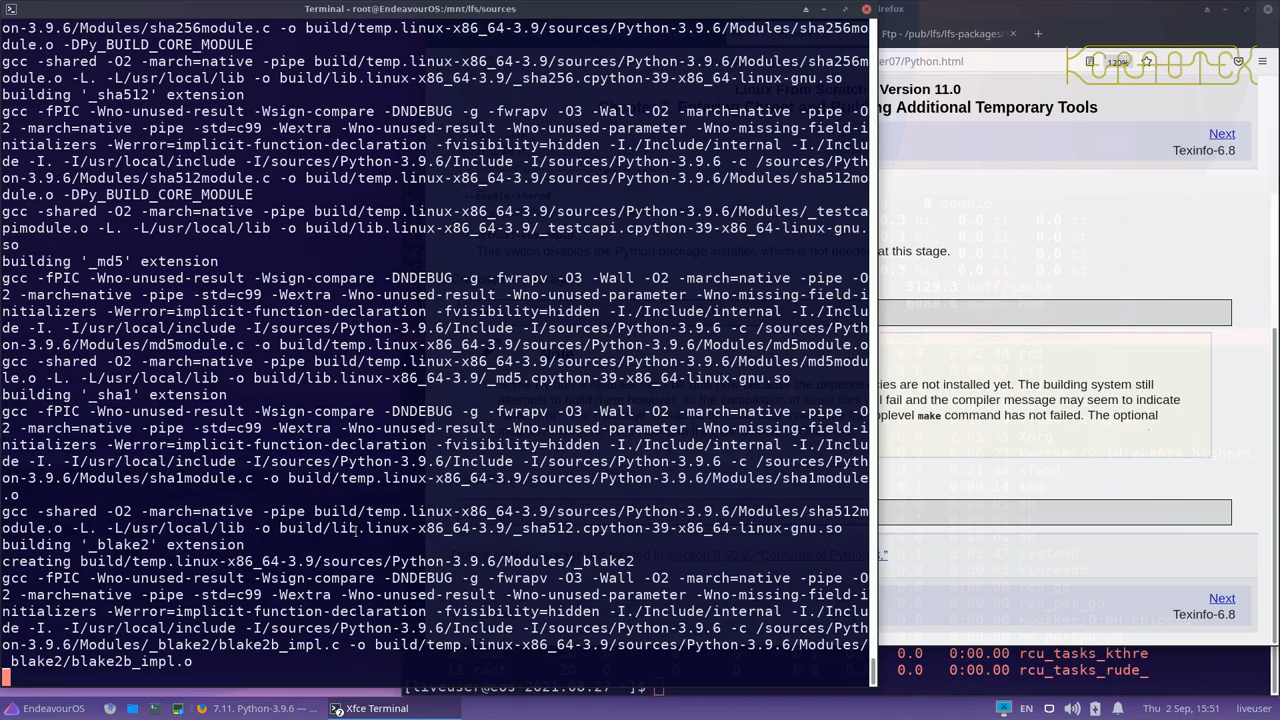 Terminal - root@EndeavourOS:/mnt/lfs/sources
on-3.9.6/Modules/sha256module.c -o build/temp.linux-x86_64-3.9/sources/Python-3.9.6/Modules/sha256mo
dule.o -DPy_BUILD_CORE_MODULE
gcc -shared -O2 -march=native -pipe build/temp.linux-x86_64-3.9/sources/Python-3.9.6/Modules/sha256m
odule.o -L. -L/usr/local/lib -o build/lib.linux-x86_64-3.9/_sha256.cpython-39-x86_64-linux-gnu.so
building '_sha512' extension
gcc -fPIC -Wno-unused-result -Wsign-compare -DNDEBUG -g -fwrapv -O3 -Wall -O2 -march=native -pipe -O
2 -march=native -pipe -std=c99 -Wextra -Wno-unused-result -Wno-unused-parameter -Wno-missing-field-i
nitializers -Werror=implicit-function-declaration -fvisibility=hidden -I./Include/internal -I./Inclu
de -I. -I/usr/local/include -I/sources/Python-3.9.6/Include -I/sources/Python-3.9.6 -c /sources/Pyth
on-3.9.6/Modules/sha512module.c -o build/temp.linux-x86_64-3.9/sources/Python-3.9.6/Modules/sha512mo
dule.o -DPy_BUILD_CORE_MODULE
gcc -shared -O2 -march=native -pipe build/temp.linux-x86_64-3.9/sources/Python-3.9.6/Modules/_testca
pimodule.o -L. -L/usr/local/lib -o build/lib.linux-x86_64-3.9/_testcapi.cpython-39-x86_64-linux-gnu.
so
building '_md5' extension
gcc -fPIC -Wno-unused-result -Wsign-compare -DNDEBUG -g -fwrapv -O3 -Wall -O2 -march=native -pipe -O
2 -march=native -pipe -std=c99 -Wextra -Wno-unused-result -Wno-unused-parameter -Wno-missing-field-i
nitializers -Werror=implicit-function-declaration -fvisibility=hidden -I./Include/internal -I./Inclu
de -I. -I/usr/local/include -I/sources/Python-3.9.6/Include -I/sources/Python-3.9.6 -c /sources/Pyth
on-3.9.6/Modules/md5module.c -o build/temp.linux-x86_64-3.9/sources/Python-3.9.6/Modules/md5module.o
gcc -shared -O2 -march=native -pipe build/temp.linux-x86_64-3.9/sources/Python-3.9.6/Modules/md5modu
le.o -L. -L/usr/local/lib -o build/lib.linux-x86_64-3.9/_md5.cpython-39-x86_64-linux-gnu.so
building '_sha1' extension
gcc -fPIC -Wno-unused-result -Wsign-compare -DNDEBUG -g -fwrapv -O3 -Wall -O2 -march=native -pipe -O
2 -march=native -pipe -std=c99 -Wextra -Wno-unused-result -Wno-unused-parameter -Wno-missing-field-i
nitializers -Werror=implicit-function-declaration -fvisibility=hidden -I./Include/internal -I./Inclu
de -I. -I/usr/local/include -I/sources/Python-3.9.6/Include -I/sources/Python-3.9.6 -c /sources/Pyth
on-3.9.6/Modules/sha1module.c -o build/temp.linux-x86_64-3.9/sources/Python-3.9.6/Modules/sha1module
.o
gcc -shared -O2 -march=native -pipe build/temp.linux-x86_64-3.9/sources/Python-3.9.6/Modules/sha512m
odule.o -L. -L/usr/local/lib -o build/lib.linux-x86_64-3.9/_sha512.cpython-39-x86_64-linux-gnu.so
building '_blake2' extension
creating build/temp.linux-x86_64-3.9/sources/Python-3.9.6/Modules/_blake2
gcc -fPIC -Wno-unused-result -Wsign-compare -DNDEBUG -g -fwrapv -O3 -Wall -O2 -march=native -pipe -O
2 -march=native -pipe -std=c99 -Wextra -Wno-unused-result -Wno-unused-parameter -Wno-missing-field-i
nitializers -Werror=implicit-function-declaration -fvisibility=hidden -I./Include/internal -I./Inclu
de -I. -I/usr/local/include -I/sources/Python-3.9.6/Include -I/sources/Python-3.9.6 -c /sources/Pyth
on-3.9.6/Modules/_blake2/blake2b_impl.c -o build/temp.linux-x86_64-3.9/sources/Python-3.9.6/Modules/
_blake2/blake2b_impl.o
irefox
Ftp - /pub/lfs/lfs-packages/
er07/Python.html
120%
Version 11.0
ng Additional Temporary Tools
Next
Texinfo-6.8
0 zombie
at this stage.
3129.3 buff/cache
cies are not installed yet. The building system still
l fail and the compiler message may seem to indicate
oplevel make command has not failed. The optional
Next
Texinfo-6.8
0:00.00 rcu_tasks_kthre
0:00.00 rcu_tasks_rude_
[liveuser@eos-2021.08.27 ~]$
EndeavourOS
7.11. Python-3.9.6 — ...
Xfce Terminal
EN
Thu 2 Sep, 15:51
liveuser